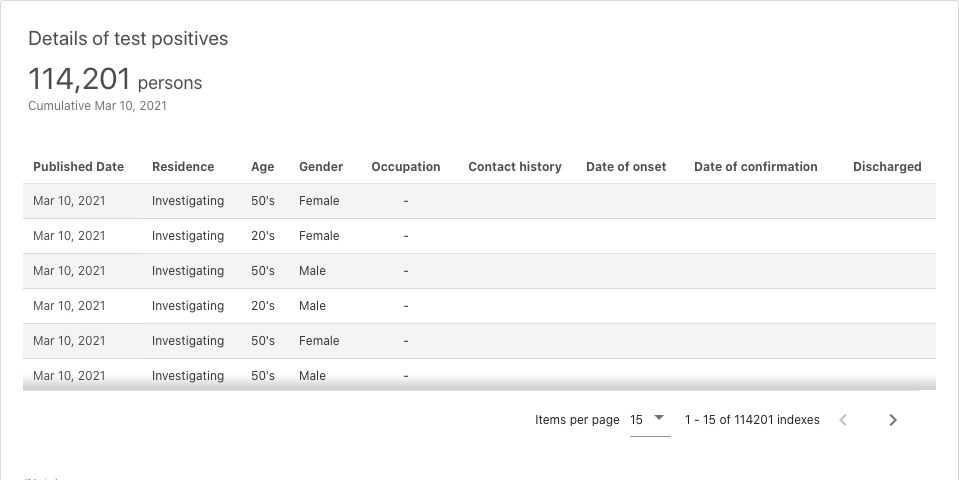 Details of test positives
114,201 persons
Cumulative Mar 10, 2021
Published Date Residence Age Gender Occupation Contact history Date of onset Date of confirmation Discharged
Mar 10, 2021 Investigating 50's Female -
Mar 10, 2021 Investigating 20's Female -
Mar 10, 2021 Investigating 50's Male -
Mar 10, 2021 Investigating 20's Male -
Mar 10, 2021 Investigating 50's Female -
Mar 10, 2021 Investigating 50's Male -
Items per page 15 1 - 15 of 114201 indexes